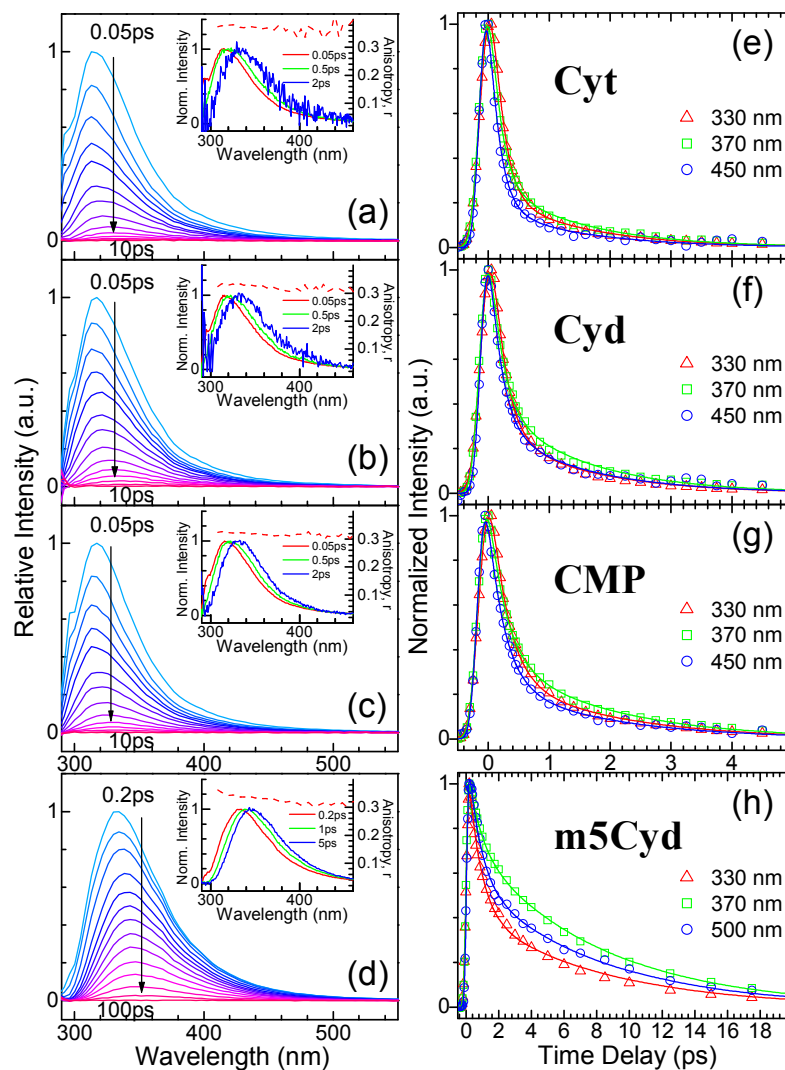 Relative Intensity (a.u.)
1
0
0.05ps
10ps
(a)
Norm. Intensity
1
0
0.05ps
0.5ps
2ps
0.3
0.2
0.1
Anisotropy, r
300
400
Wavelength (nm)
1
0
0.05ps
10ps
(b)
Norm. Intensity
1
0
0.05ps
0.5ps
2ps
0.3
0.2
0.1
Anisotropy, r
300
400
Wavelength (nm)
1
0
0.05ps
10ps
(c)
Norm. Intensity
1
0
0.05ps
0.5ps
2ps
0.3
0.2
0.1
Anisotropy, r
300
400
Wavelength (nm)
1
0
0.2ps
100ps
(d)
Norm. Intensity
1
0
0.2ps
1ps
5ps
0.3
0.2
0.1
Anisotropy, r
300
400
Wavelength (nm)
300
400
500
Wavelength (nm)
Normalized Intensity (a.u.)
1
0
(e)
Cyt
330 nm
370 nm
450 nm
1
0
(f)
Cyd
330 nm
370 nm
450 nm
1
0
(g)
CMP
330 nm
370 nm
450 nm
0 1 2 3 4
1
0
(h)
m5Cyd
330 nm
370 nm
500 nm
0 2 4 6 8 10 12 14 16 18
Time Delay (ps)